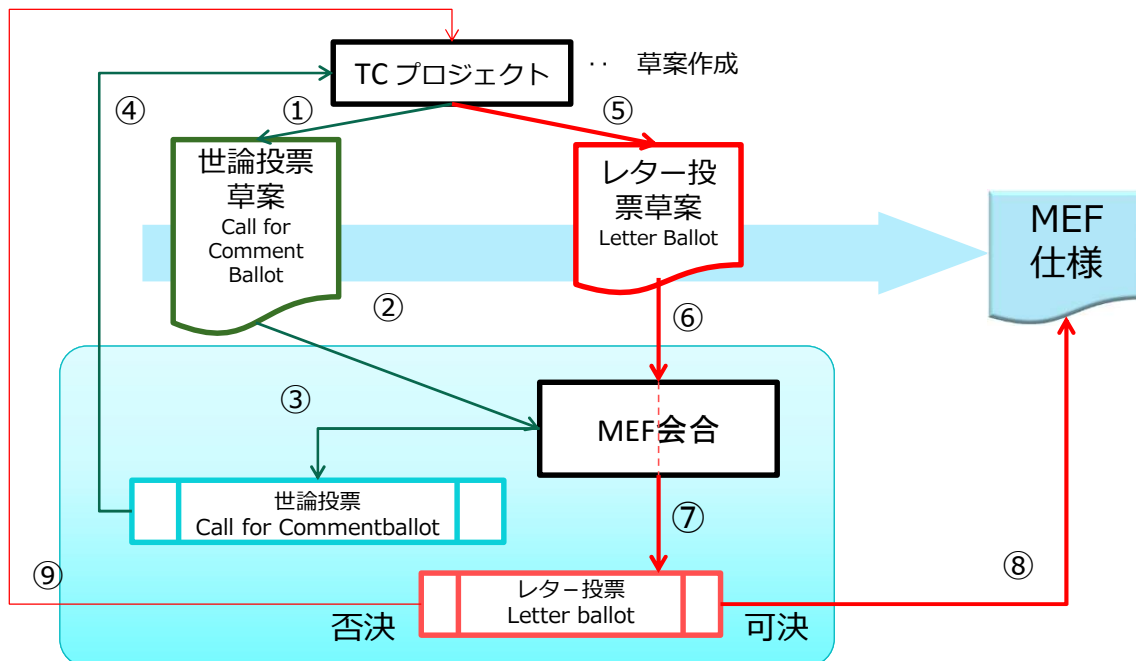 TC プロジェクト
‥ 草案作成
④
①
⑤
世論投票
草案
Call for
Comment
Ballot
レター投
票草案
Letter Ballot
MEF
仕様
②
⑥
③
MEF会合
世論投票
Call for Commentballot
⑦
⑨
⑧
レター投票
Letter ballot
否決
可決